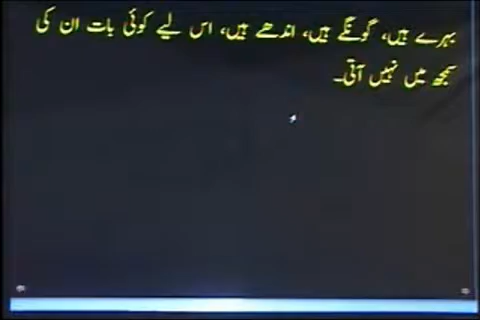 بہرے ہیں، گونگے ہیں، اندھے ہیں، اس لیے کوئی بات ان کی
سمجھ میں نہیں آتی۔